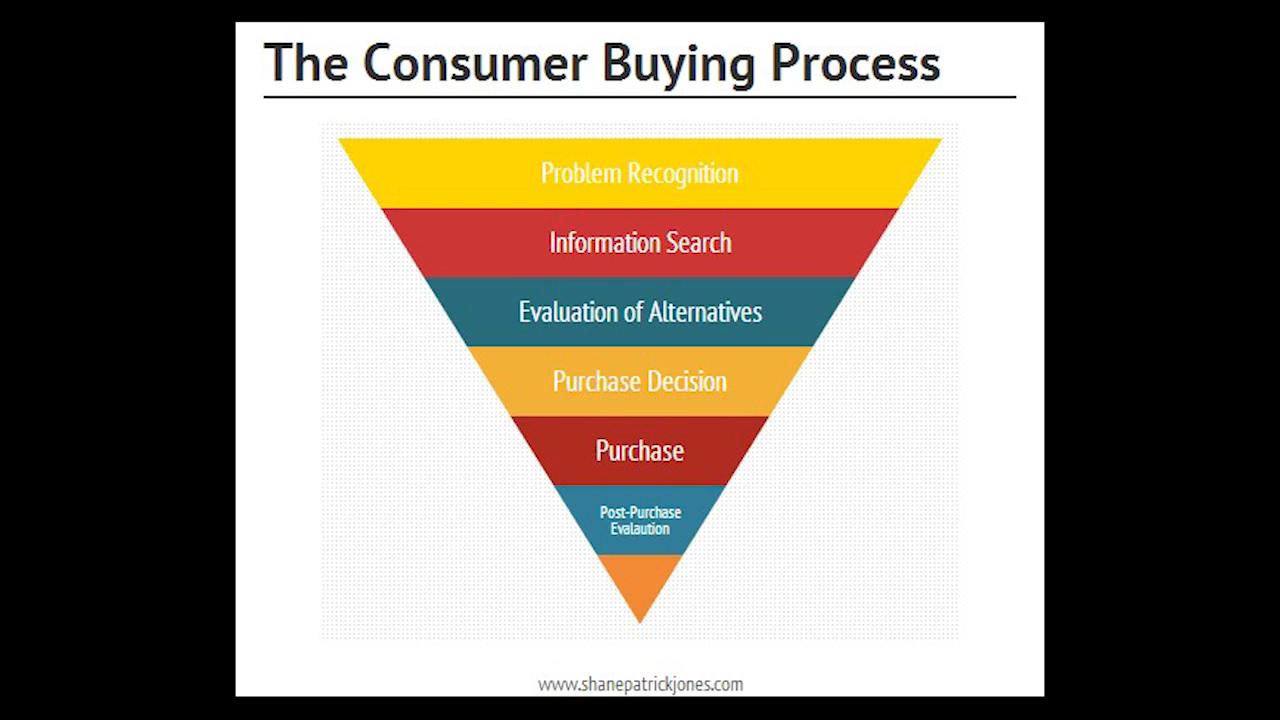 The Consumer Buying Process
Problem Recognition
Information Search
Evaluation of Alternatives
Purchase Decision
Purchase
Post-Purchase
Evalaution
www.shanepatrickjones.com